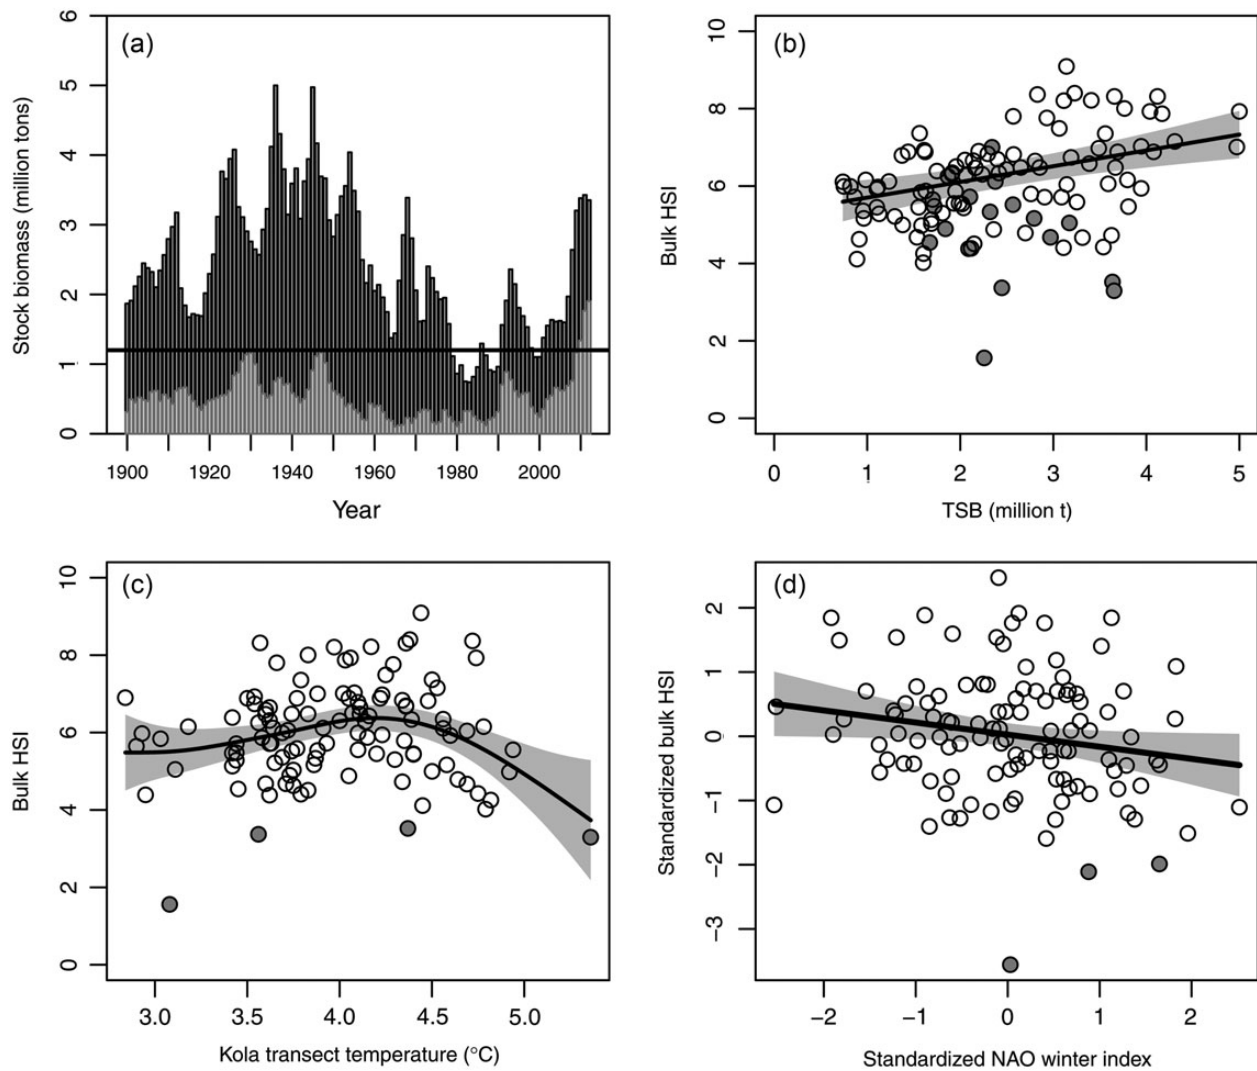 (a)
6
5
4
3
2
1
0
Stock biomass (million tons)
1900 1920 1940 1960 1980 2000
Year
(b)
10
8
6
4
2
0
Bulk HSI
0 1 2 3 4 5
TSB (million t)
(c)
10
8
6
4
2
0
Bulk HSI
3.0 3.5 4.0 4.5 5.0
Kola transect temperature (°C)
(d)
2
1
0
−1
−2
−3
Standardized bulk HSI
−2 −1 0 1 2
Standardized NAO winter index